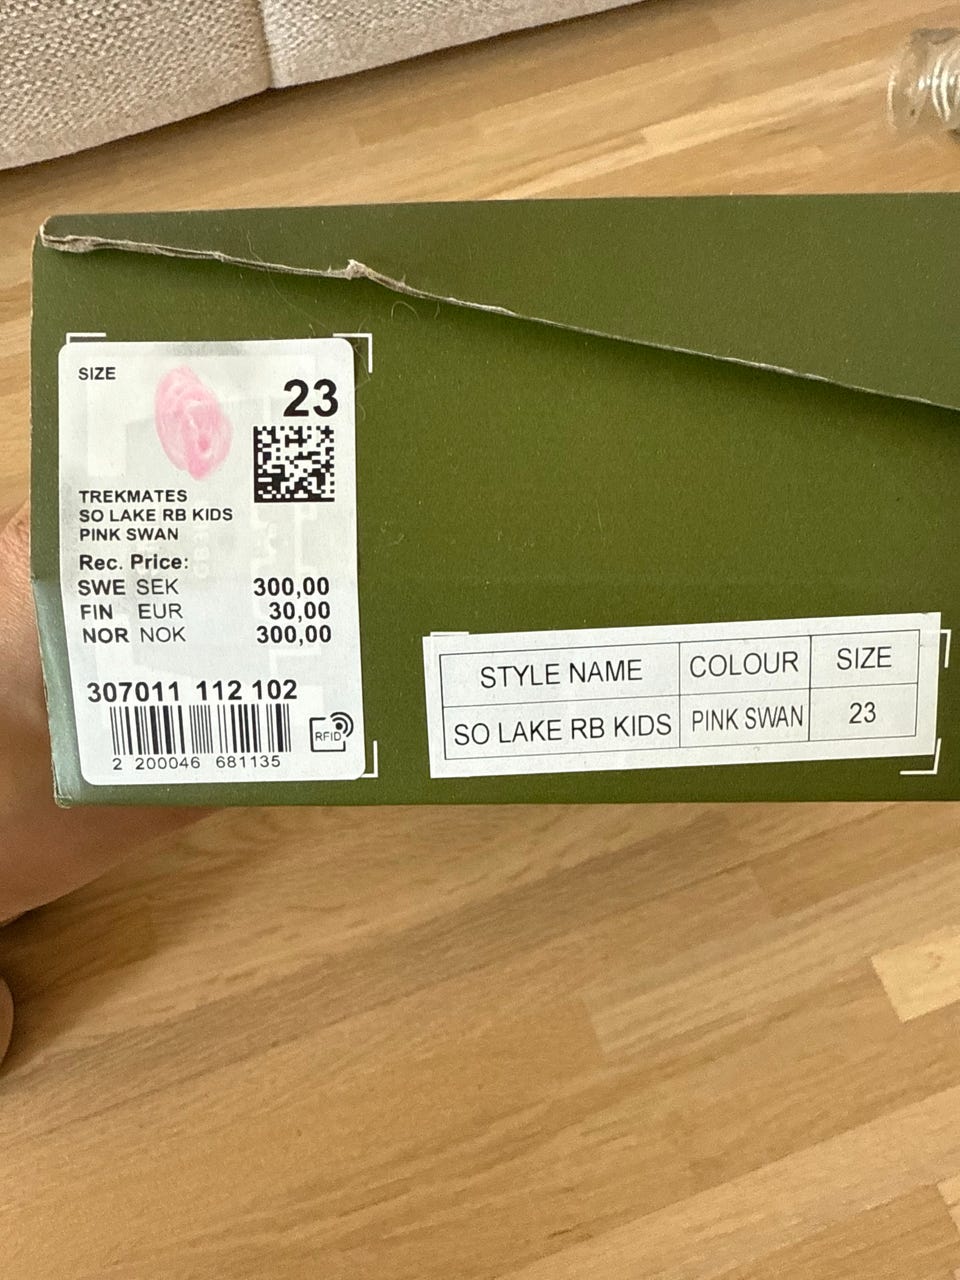 SIZE
23
TREKMATES
SO LAKE RB KIDS
PINK SWAN
Rec. Price:
SWE SEK 300,00
FIN EUR 30,00
NOR NOK 300,00
307011 112 102
RFID
2 200046 681135
STYLE NAME COLOUR SIZE
SO LAKE RB KIDS PINK SWAN 23